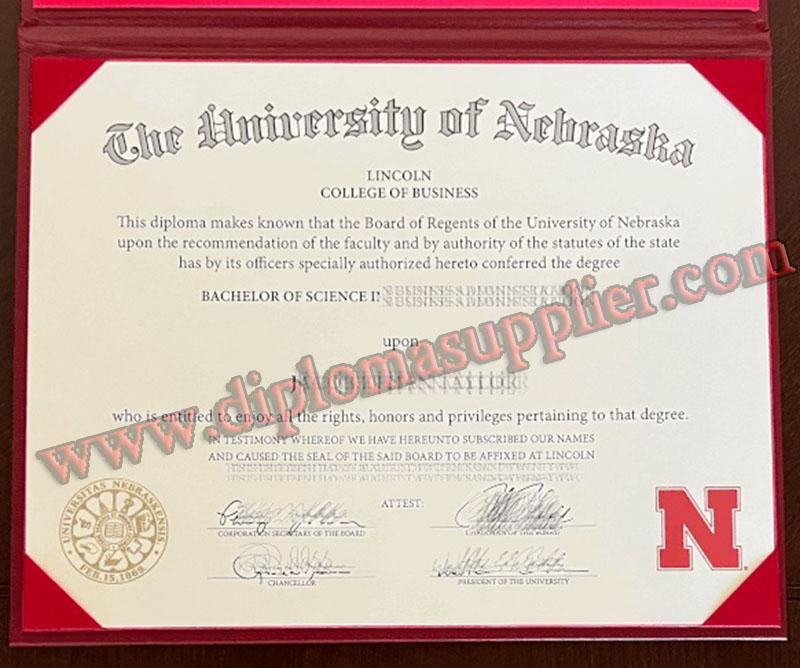 The University of Nebraska
LINCOLN
COLLEGE OF BUSINESS
This diploma makes known that the Board of Regents of the University of Nebraska
upon the recommendation of the faculty and by authority of the statutes of the state
has by its officers specially authorized hereto conferred the degree
BACHELOR OF SCIENCE I
upon
www.diplomasupplier.com
who is entitled to enjoy all the rights, honors and privileges pertaining to that degree.
IN TESTIMONY WHEREOF WE HAVE HEREUNTO SUBSCRIBED OUR NAMES
AND CAUSED THE SEAL OF THE SAID BOARD TO BE AFFIXED AT LINCOLN
ATTEST:
CORPORATION SECRETARY OF THE BOARD
CHAIRMAN OF THE BOARD
CHANCELLOR
PRESIDENT OF THE UNIVERSITY
UNIVERSITAS NEBRASKENSIS
FEB. 15, 1869
N